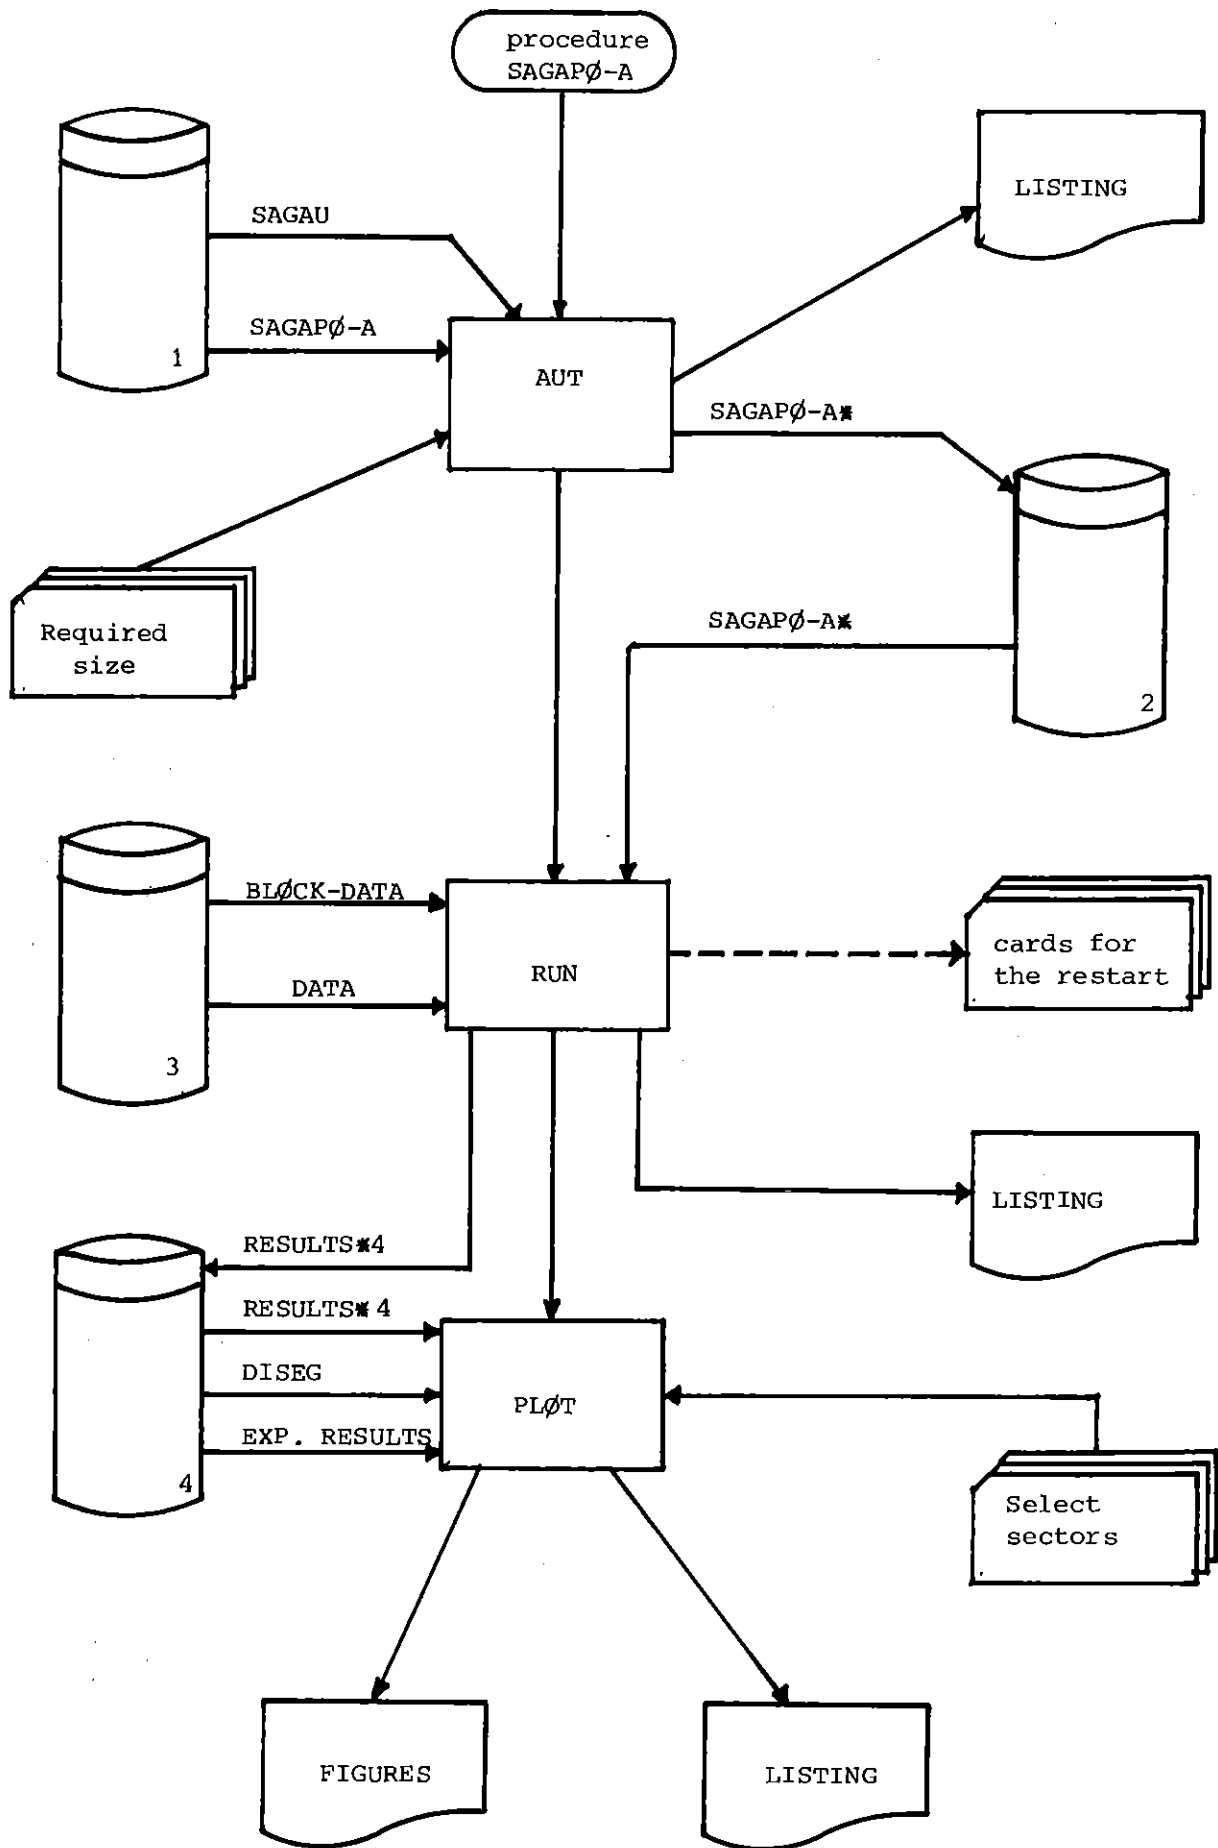 procedure
SAGAPØ-A
LISTING
SAGAU
SAGAPØ-A
1
AUT
SAGAPØ-A*
Required
size
SAGAPØ-A*
2
BLØCK-DATA
DATA
3
RUN
cards for
the restart
LISTING
RESULTS*4
RESULTS*4
DISEG
EXP. RESULTS
4
PLØT
Select
sectors
FIGURES
LISTING